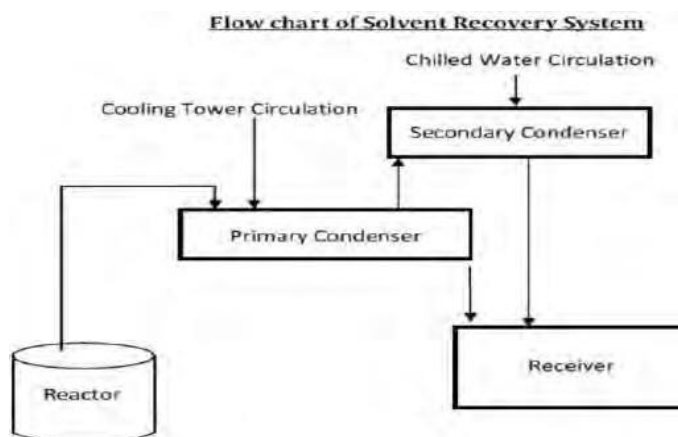 Flow chart of Solvent Recovery System
Chilled Water Circulation
Cooling Tower Circulation
Secondary Condenser
Primary Condenser
Receiver
Reactor